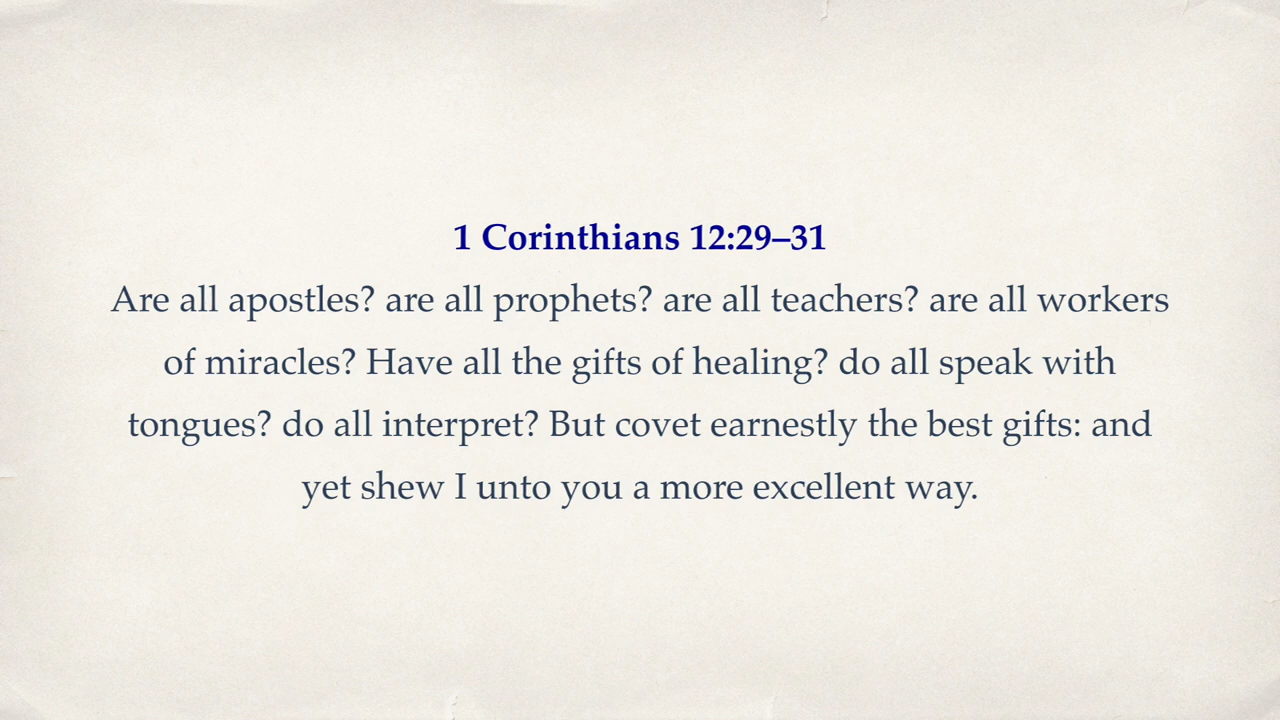 1 Corinthians 12:29–31
Are all apostles? are all prophets? are all teachers? are all workers
of miracles? Have all the gifts of healing? do all speak with
tongues? do all interpret? But covet earnestly the best gifts: and
yet shew I unto you a more excellent way.